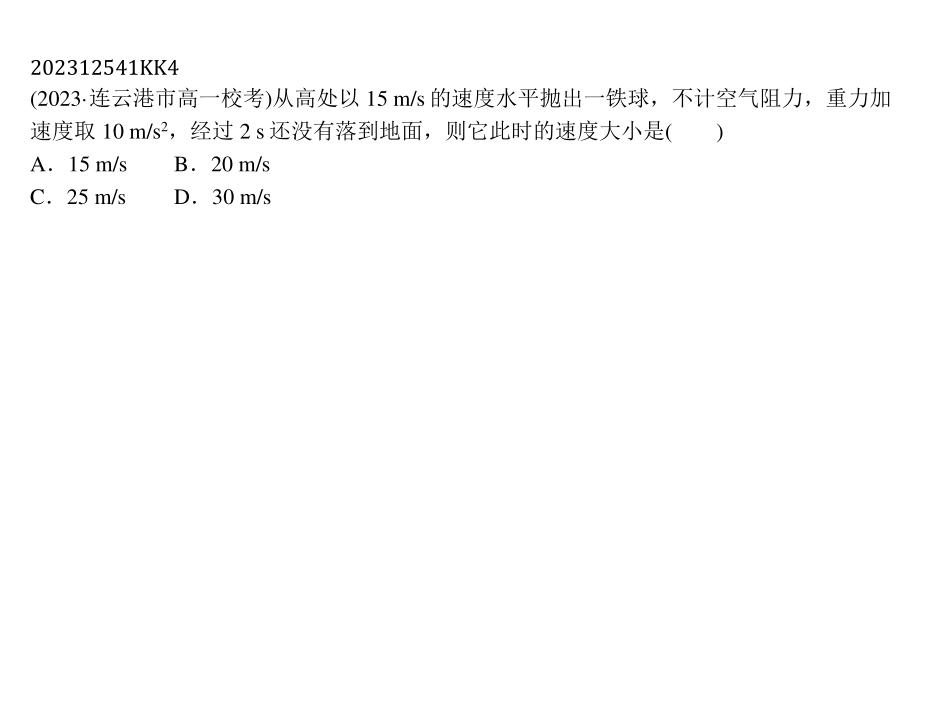 202312541KK4
(2023·连云港市高一校考)从高处以 15 m/s 的速度水平抛出一铁球，不计空气阻力，重力加
速度取 10 m/s²，经过 2 s 还没有落到地面，则它此时的速度大小是(　　)
A．15 m/s　　B．20 m/s
C．25 m/s　　D．30 m/s